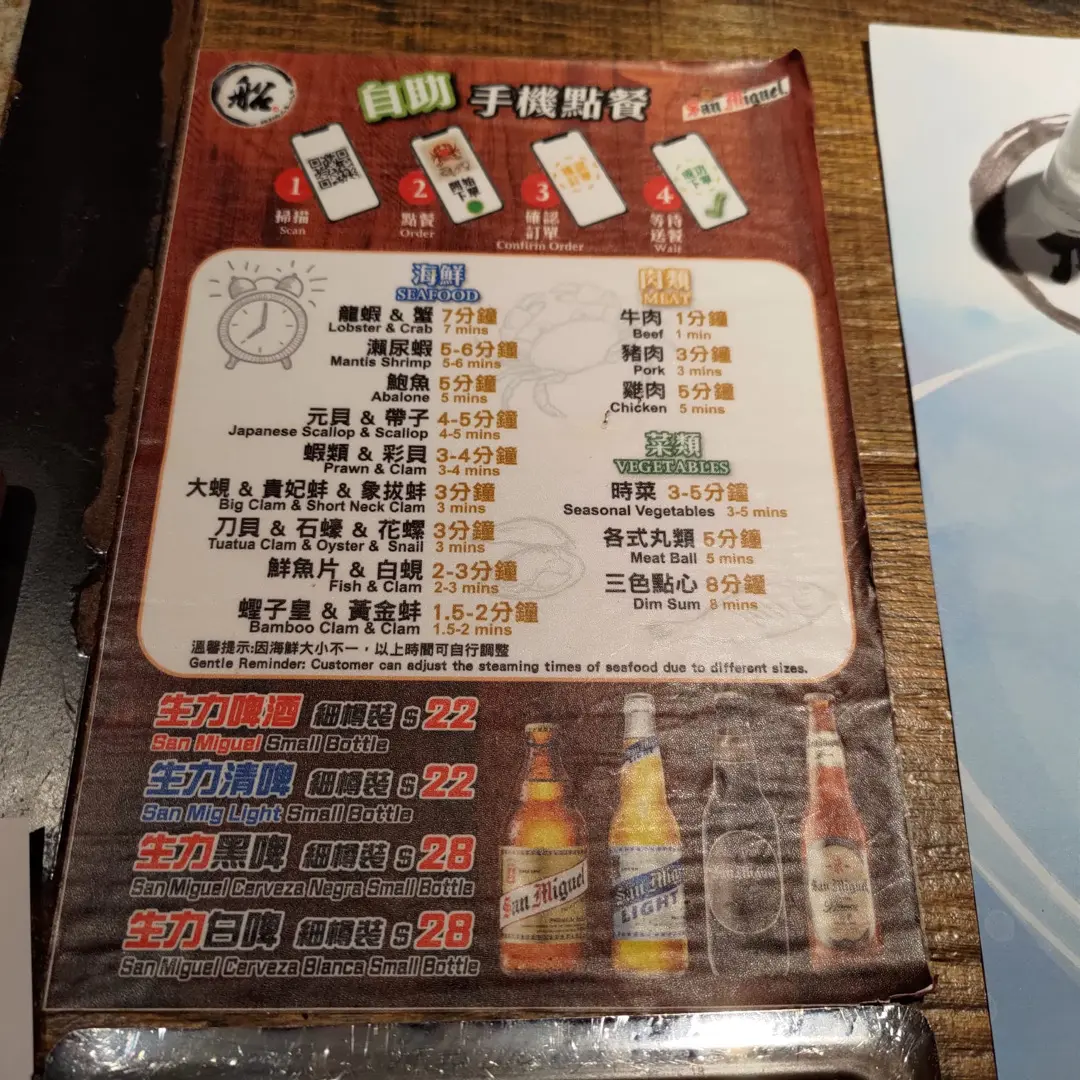 船
自助 手機點餐
San Miguel
1 2 3 4
掃描 點餐 確認訂單 等待送餐
Scan Order Confirm Order Wait
海鮮
SEAFOOD
龍蝦 & 蟹 7分鐘
Lobster & Crab 7 mins
瀨尿蝦 5-6分鐘
Mantis Shrimp 5-6 mins
鮑魚 5分鐘
Abalone 5 mins
元貝 & 帶子 4-5分鐘
Japanese Scallop & Scallop 4-5 mins
蝦類 & 彩貝 3-4分鐘
Prawn & Clam 3-4 mins
大蜆 & 貴妃蚌 & 象拔蚌 3分鐘
Big Clam & Short Neck Clam 3 mins
刀貝 & 石蠔 & 花螺 3分鐘
Tuatua Clam & Oyster & Snail 3 mins
鮮魚片 & 白蜆 2-3分鐘
Fish & Clam 2-3 mins
蟶子皇 & 黃金蚌 1.5-2分鐘
Bamboo Clam & Clam 1.5-2 mins
肉類
MEAT
牛肉 1分鐘
Beef 1 min
豬肉 3分鐘
Pork 3 mins
雞肉 5分鐘
Chicken 5 mins
菜類
VEGETABLES
時菜 3-5分鐘
Seasonal Vegetables 3-5 mins
各式丸類 5分鐘
Meat Ball 5 mins
三色點心 8分鐘
Dim Sum 8 mins
溫馨提示:因海鮮大小不一，以上時間可自行調整
Gentle Reminder: Customer can adjust the steaming times of seafood due to different sizes.
生力啤酒 細樽裝 $22
San Miguel Small Bottle
生力清啤 細樽裝 $22
San Mig Light Small Bottle
生力黑啤 細樽裝 $28
San Miguel Cerveza Negra Small Bottle
生力白啤 細樽裝 $28
San Miguel Cerveza Blanca Small Bottle
San Miguel
San Mig
LIGHT
San Miguel